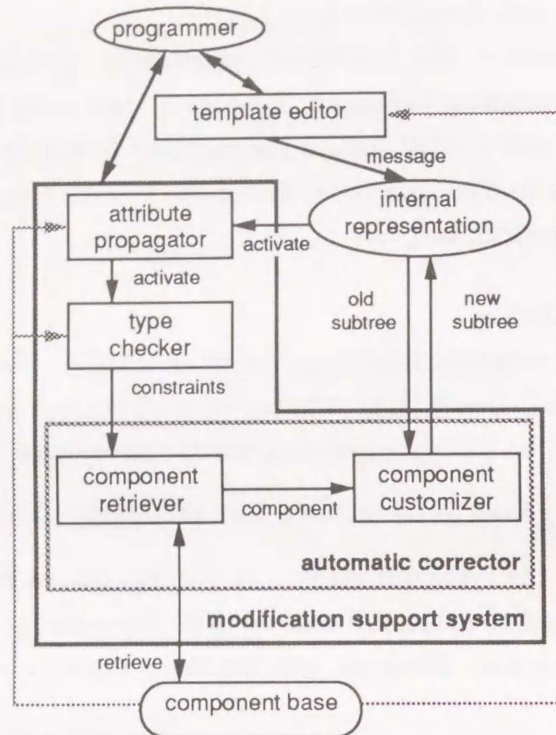 programmer
template editor
message
attribute
propagator
activate
internal
representation
activate
type
checker
old
subtree
new
subtree
constraints
component
retriever
component
component
customizer
automatic corrector
modification support system
retrieve
component base